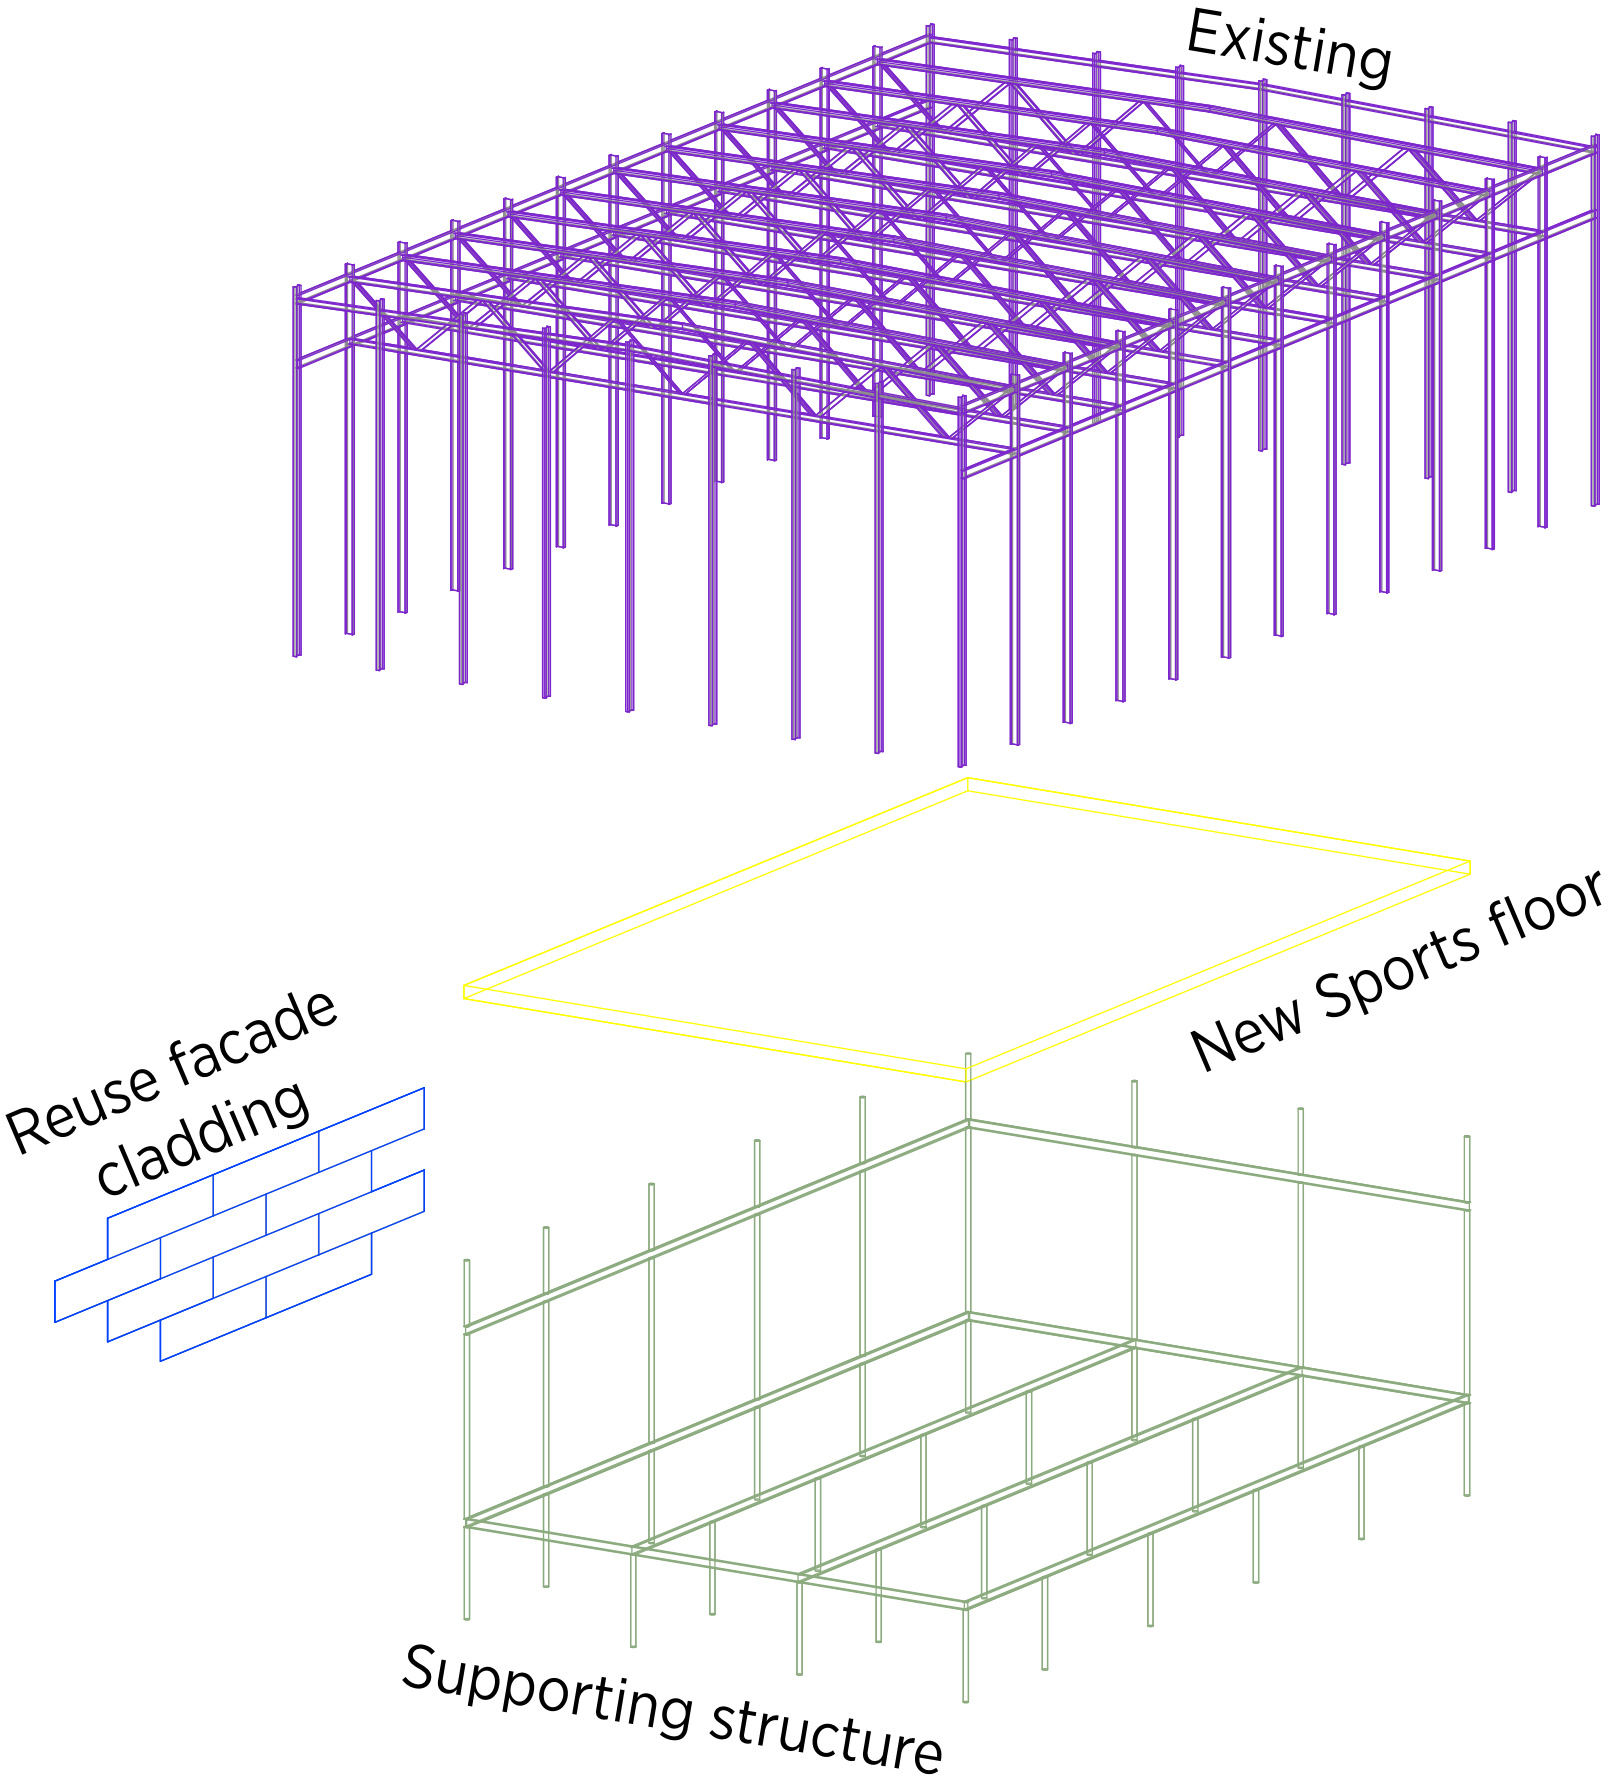 Existing
New Sports floor
Reuse facade
cladding
Supporting structure